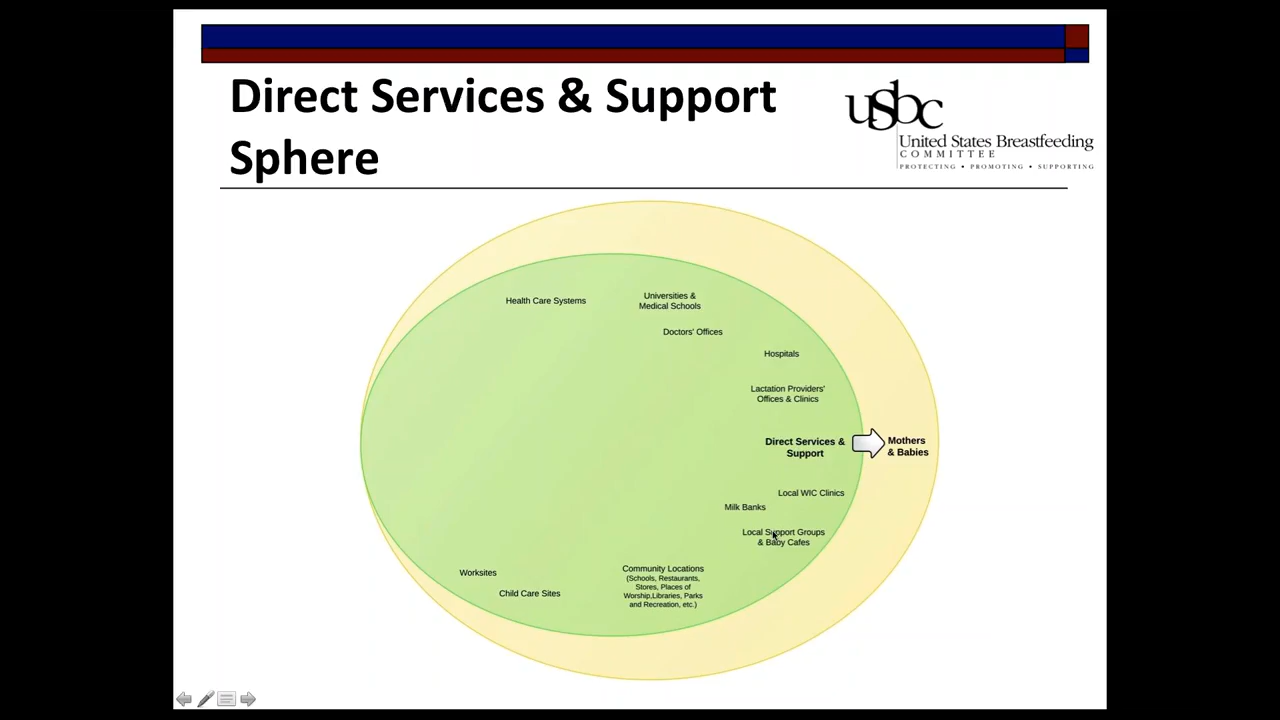 Direct Services & Support
Sphere
usbc
United States Breastfeeding
COMMITTEE
PROTECTING • PROMOTING • SUPPORTING
Health Care Systems
Universities &
Medical Schools
Doctors' Offices
Hospitals
Lactation Providers'
Offices & Clinics
Direct Services &
Support
Mothers
& Babies
Local WIC Clinics
Milk Banks
Local Support Groups
& Baby Cafes
Community Locations
(Schools, Restaurants,
Stores, Places of
Worship,Libraries, Parks
and Recreation, etc.)
Worksites
Child Care Sites